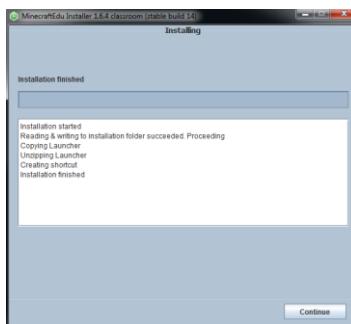 MinecraftEdu Installer 1.6.4 classroom (stable build 14)
Installing
Installation finished
Installation started
Reading & writing to installation folder succeeded. Proceeding
Copying Launcher
Unzipping Launcher
Creating shortcut
Installation finished
Continue